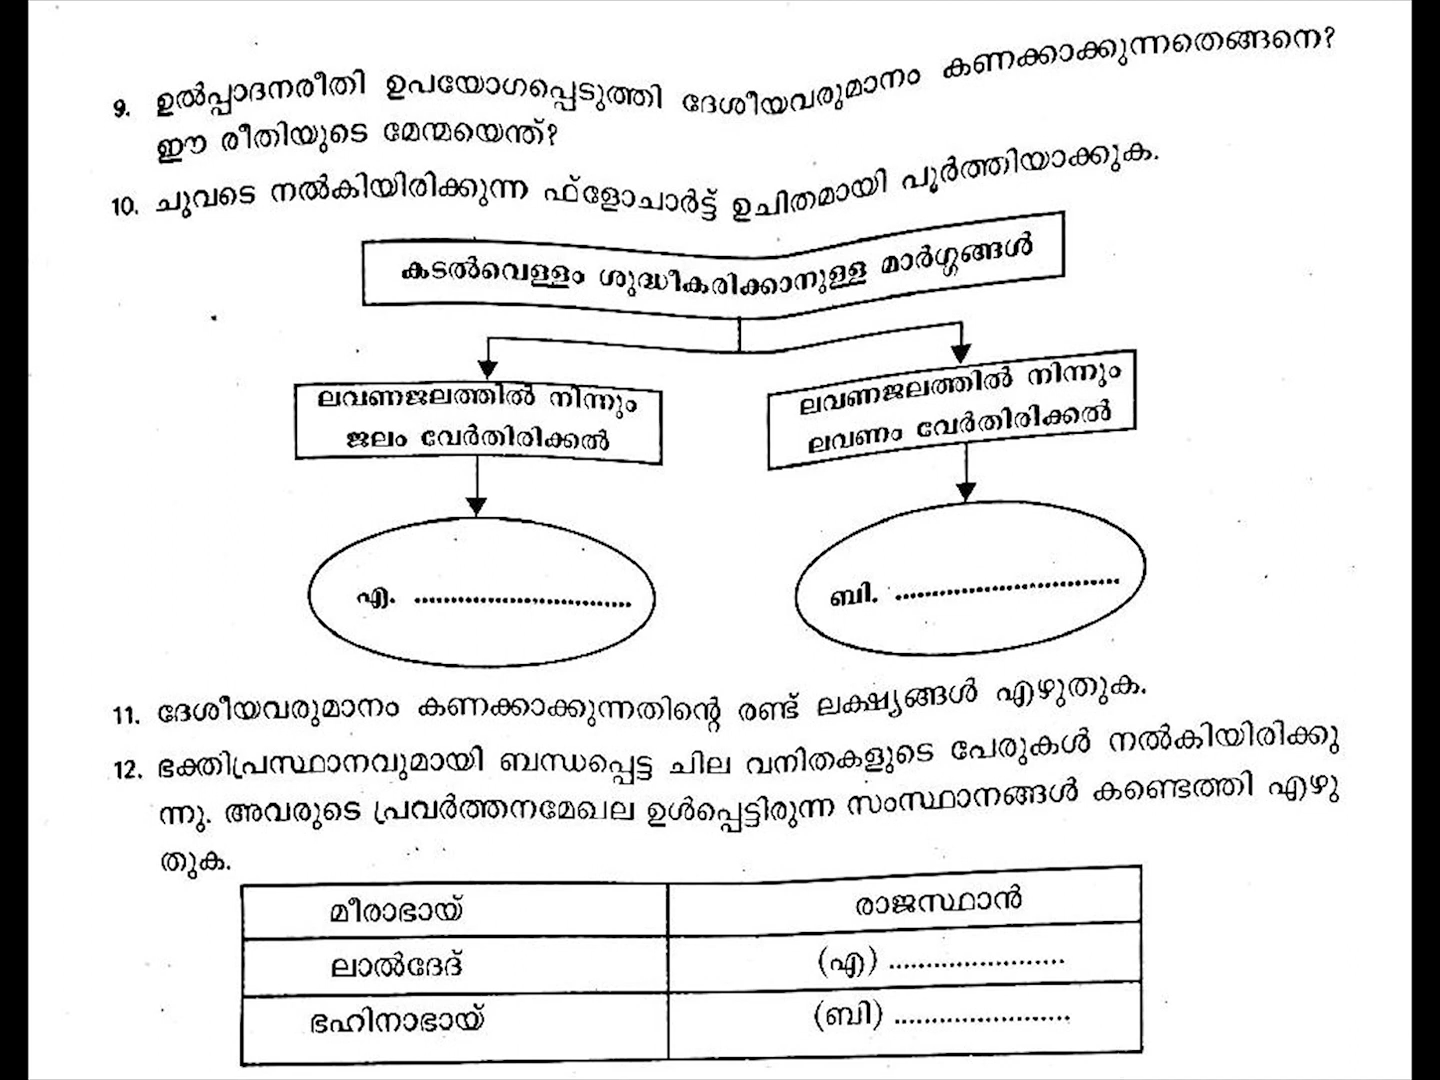 9. ഉൽപ്പാദനരീതി ഉപയോഗപ്പെടുത്തി ദേശീയവരുമാനം കണക്കാക്കുന്നതെങ്ങനെ?
ഈ രീതിയുടെ മേന്മയെന്ത്?
10. ചുവടെ നൽകിയിരിക്കുന്ന ഫ്ളോചാർട്ട് ഉചിതമായി പൂർത്തിയാക്കുക.
കടൽവെള്ളം ശുദ്ധീകരിക്കാനുള്ള മാർഗ്ഗങ്ങൾ
ലവണജലത്തിൽ നിന്നും
ജലം വേർതിരിക്കൽ
ലവണജലത്തിൽ നിന്നും
ലവണം വേർതിരിക്കൽ
എ. ............................
ബി. ............................
11. ദേശീയവരുമാനം കണക്കാക്കുന്നതിന്റെ രണ്ട് ലക്ഷ്യങ്ങൾ എഴുതുക.
12. ഭക്തിപ്രസ്ഥാനവുമായി ബന്ധപ്പെട്ട ചില വനിതകളുടെ പേരുകൾ നൽകിയിരിക്കു
ന്നു. അവരുടെ പ്രവർത്തനമേഖല ഉൾപ്പെട്ടിരുന്ന സംസ്ഥാനങ്ങൾ കണ്ടെത്തി എഴു
തുക.
മീരാഭായ് രാജസ്ഥാൻ
ലാൽദേദ് (എ) ......................
ഭഹിനാഭായ് (ബി) ......................